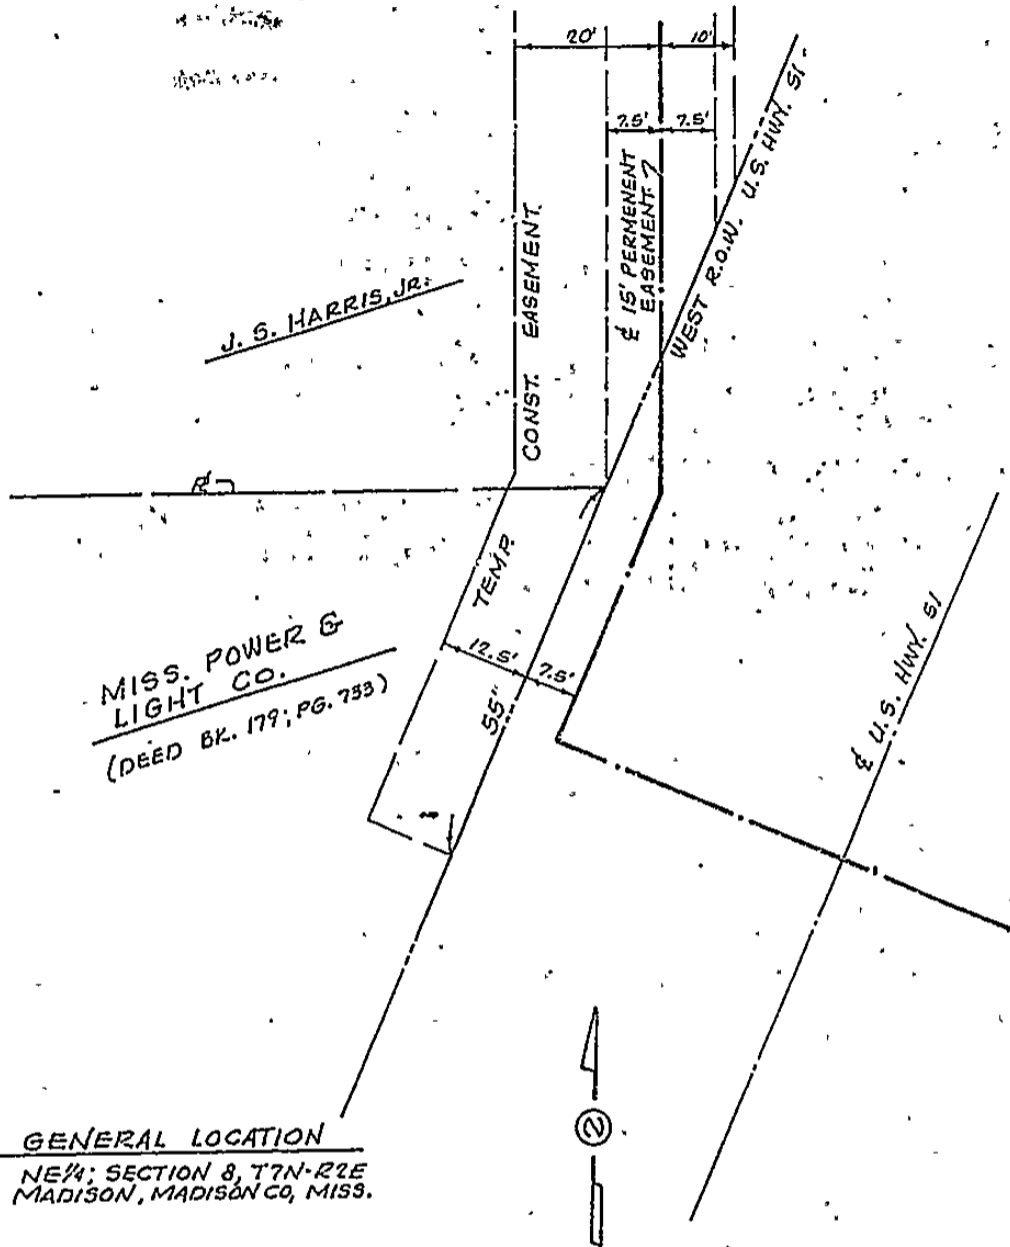 20'
10'
7.5'
7.5'
℄ 15' PERMENENT
EASEMENT
CONST. EASEMENT.
WEST R.O.W. U.S. HWY. 51
J. S. HARRIS, JR.
TEMP.
12.5'
7.5'
55"
MISS. POWER &
LIGHT CO.
(DEED BK. 179; PG. 733)
℄ U.S. HWY. 51
GENERAL LOCATION
NE¼; SECTION 8, T7N-R2E
MADISON, MADISON CO, MISS.